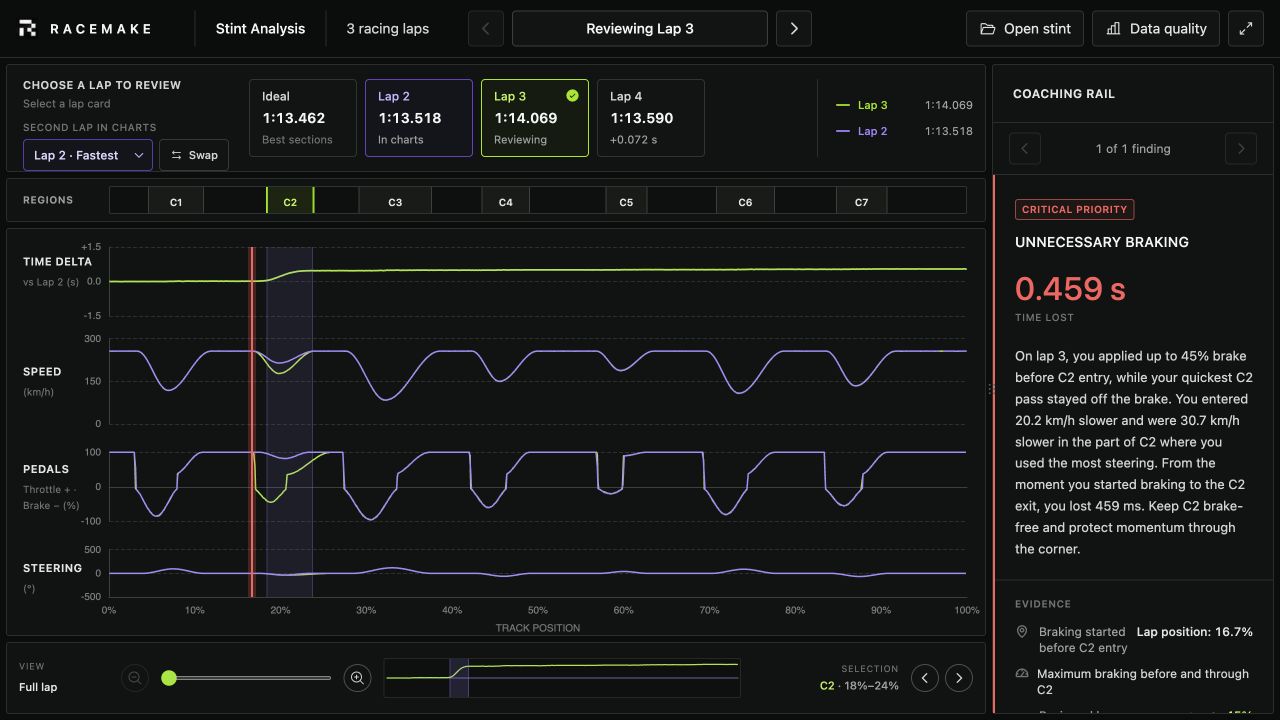 RACEMAKE
Stint Analysis
3 racing laps
Reviewing Lap 3
Open stint
Data quality
CHOOSE A LAP TO REVIEW
Select a lap card
SECOND LAP IN CHARTS
Lap 2 · Fastest
Swap
Ideal
1:13.462
Best sections
Lap 2
1:13.518
In charts
Lap 3
1:14.069
Reviewing
Lap 4
1:13.590
+0.072 s
Lap 3 1:14.069
Lap 2 1:13.518
REGIONS
C1 C2 C3 C4 C5 C6 C7
TIME DELTA
vs Lap 2 (s)
+1.5
0.0
-1.5
SPEED
(km/h)
300
150
0
PEDALS
Throttle + ·
Brake − (%)
100
0
-100
STEERING
(°)
500
0
-500
0% 10% 20% 30% 40% 50% 60% 70% 80% 90% 100%
TRACK POSITION
VIEW
Full lap
SELECTION
C2 · 18%–24%
COACHING RAIL
1 of 1 finding
CRITICAL PRIORITY
UNNECESSARY BRAKING
0.459 s
TIME LOST
On lap 3, you applied up to 45% brake
before C2 entry, while your quickest C2
pass stayed off the brake. You entered
20.2 km/h slower and were 30.7 km/h
slower in the part of C2 where you
used the most steering. From the
moment you started braking to the C2
exit, you lost 459 ms. Keep C2 brake-
free and protect momentum through
the corner.
EVIDENCE
Braking started Lap position: 16.7%
before C2 entry
Maximum braking before and through
C2